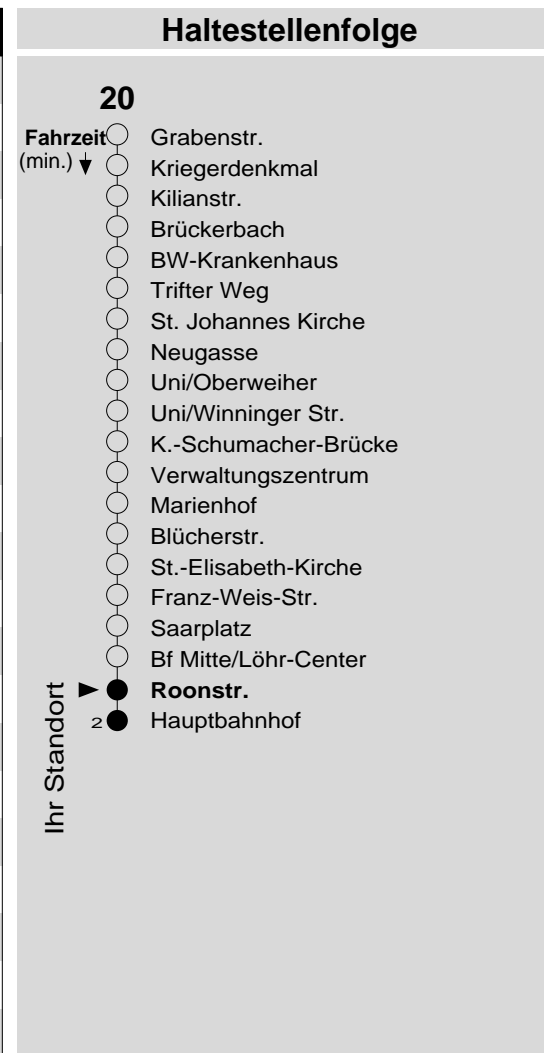 Haltestellenfolge
20
Fahrzeit
(min.)
Grabenstr.
Kriegerdenkmal
Kilianstr.
Brückerbach
BW-Krankenhaus
Trifter Weg
St. Johannes Kirche
Neugasse
Uni/Oberweiher
Uni/Winninger Str.
K.-Schumacher-Brücke
Verwaltungszentrum
Marienhof
Blücherstr.
St.-Elisabeth-Kirche
Franz-Weis-Str.
Saarplatz
Bf Mitte/Löhr-Center
Roonstr.
2 Hauptbahnhof
Ihr Standort